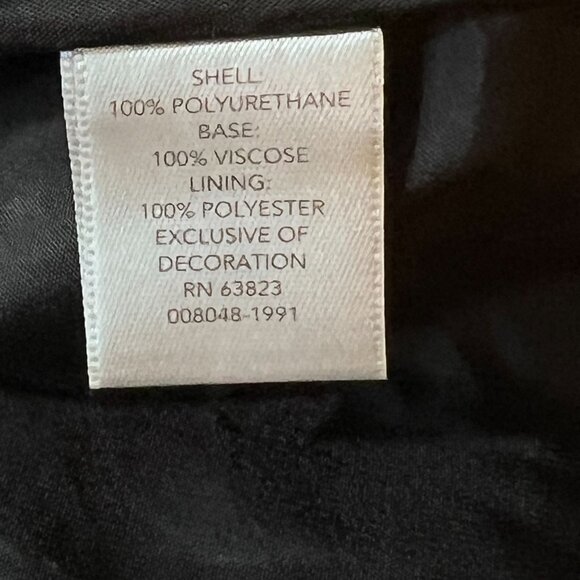 SHELL:
100% POLYURETHANE
BASE:
100% VISCOSE
LINING:
100% POLYESTER
EXCLUSIVE OF
DECORATION
RN 63823
008048-1991